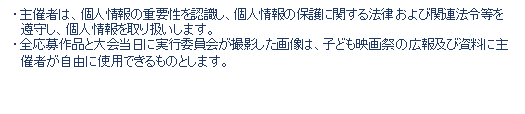 ・主催者は、個人情報の重要性を認識し、個人情報の保護に関する法律および関連法令等を
遵守し、個人情報を取り扱いします。
・全応募作品と大会当日に実行委員会が撮影した画像は、子ども映画祭の広報及び資料に主
催者が自由に使用できるものとします。